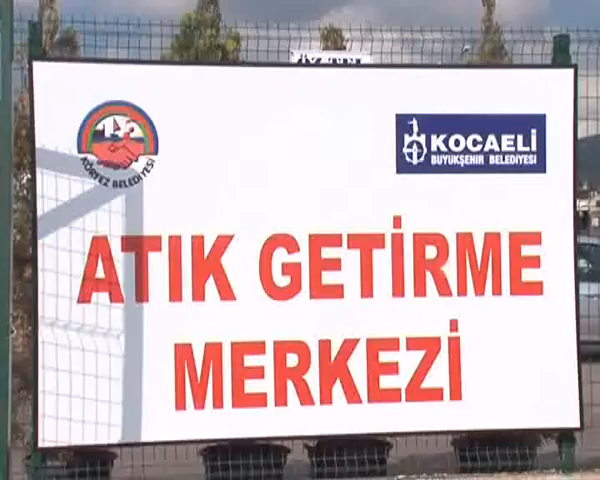 KÖRFEZ BELEDİYESİ
KOCAELİ
BÜYÜKŞEHİR BELEDİYESİ
ATIK GETİRME
MERKEZİ